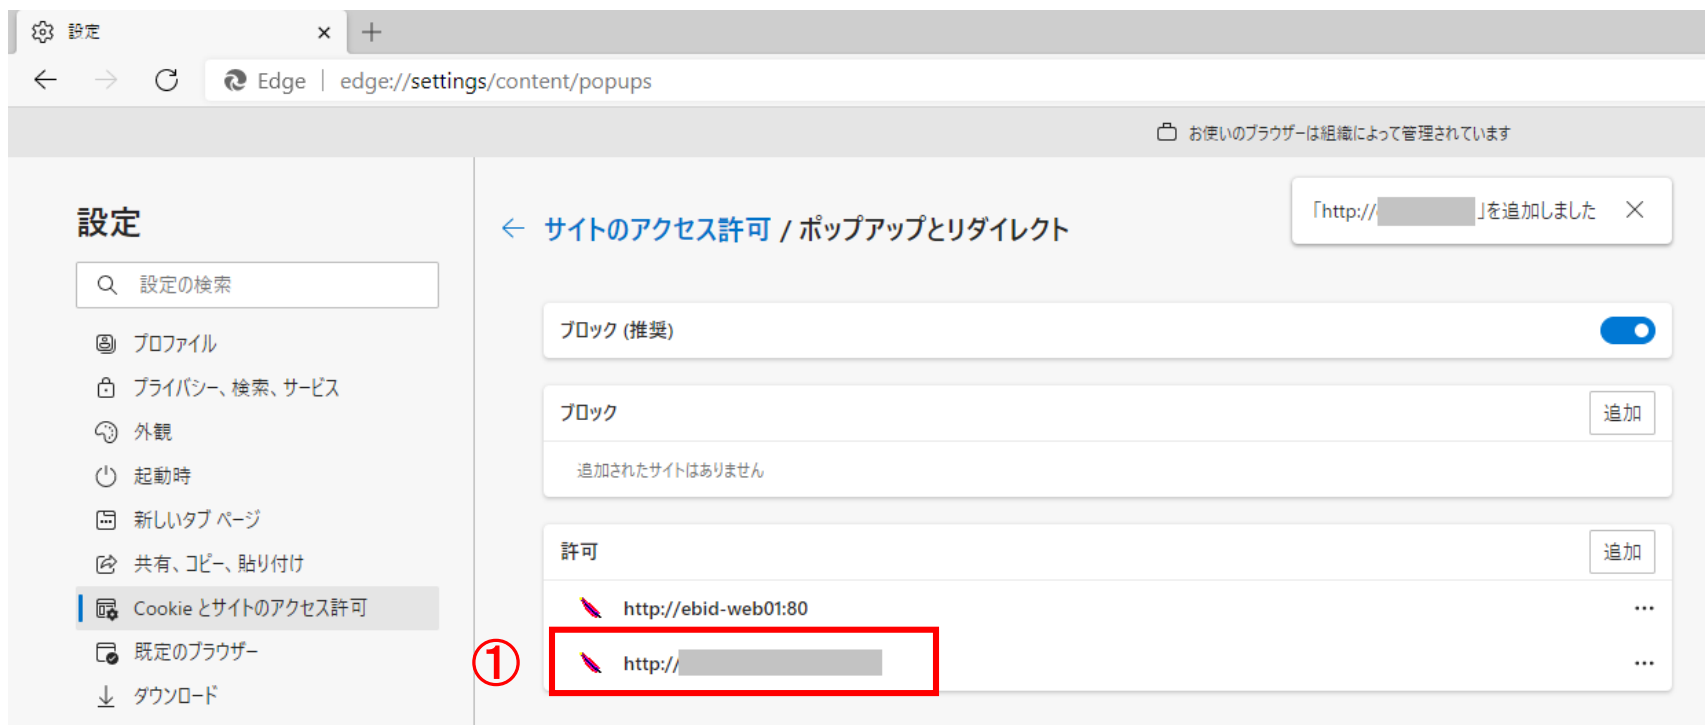 設定
Edge | edge://settings/content/popups
お使いのブラウザーは組織によって管理されています
設定
設定の検索
プロファイル
プライバシー、検索、サービス
外観
起動時
新しいタブ ページ
共有、コピー、貼り付け
Cookie とサイトのアクセス許可
既定のブラウザー
ダウンロード
サイトのアクセス許可 / ポップアップとリダイレクト
「http://」を追加しました
ブロック (推奨)
ブロック
追加
追加されたサイトはありません
許可
追加
http://ebid-web01:80
①
http://